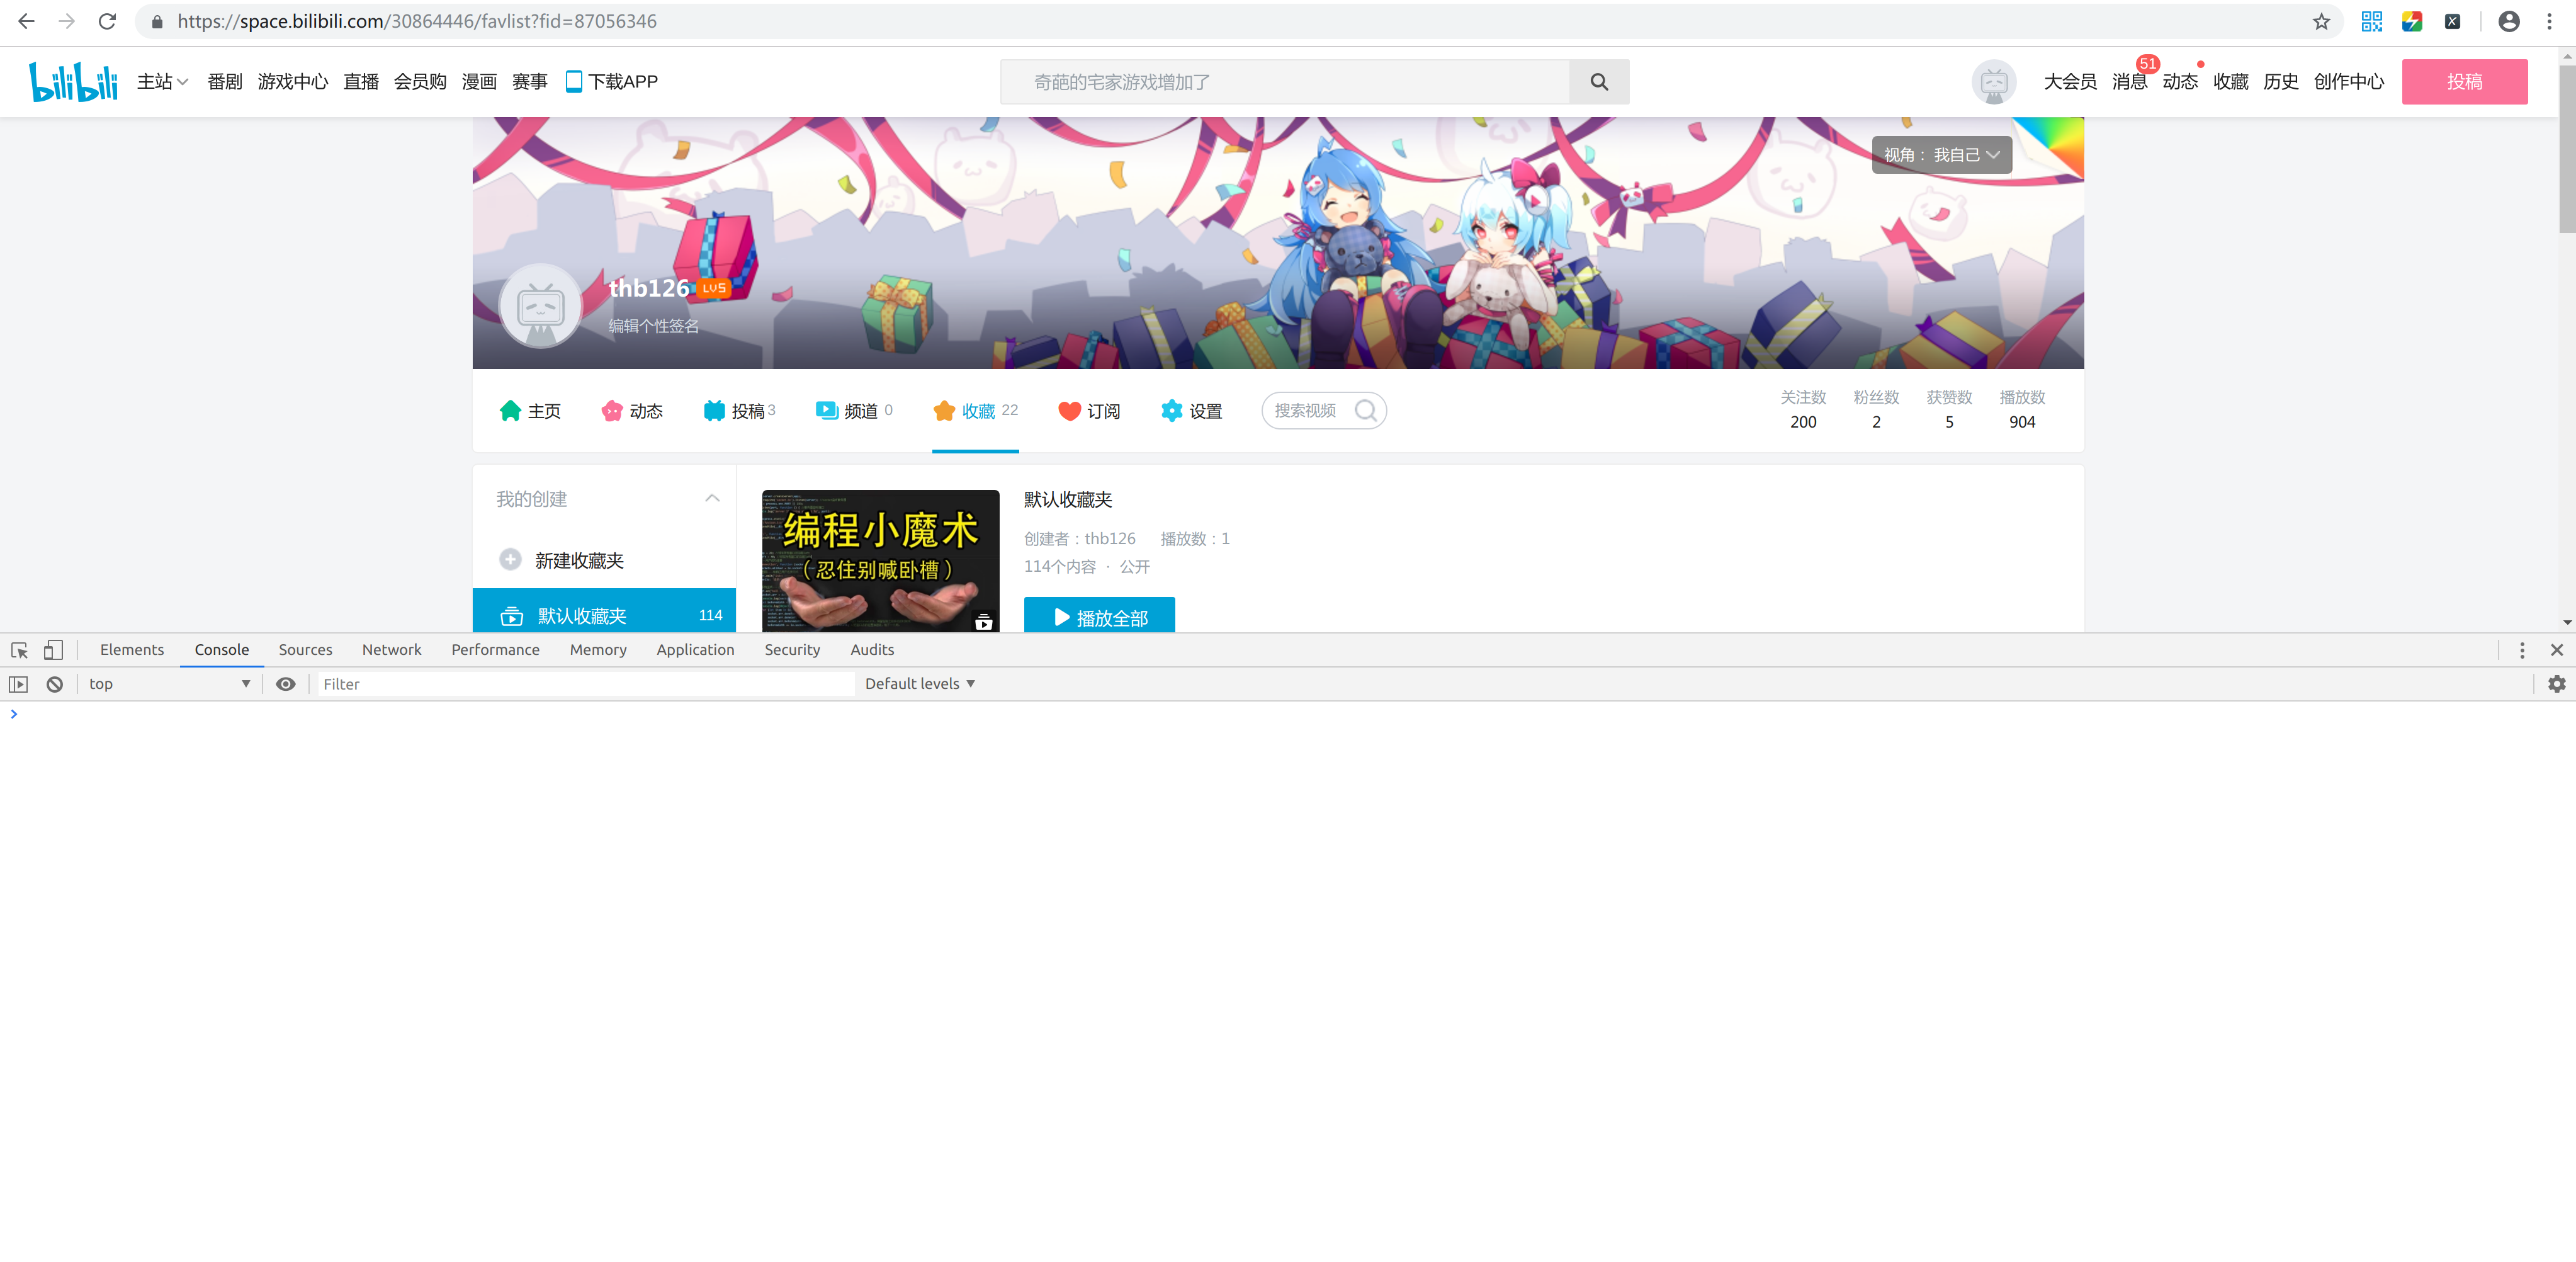 https://space.bilibili.com/30864446/favlist?fid=87056346
bilibili 主站 番剧 游戏中心 直播 会员购 漫画 赛事 下载APP 奇葩的宅家游戏增加了 大会员 消息 51 动态 收藏 历史 创作中心 投稿
视角： 我自己
thb126 LV5
编辑个性签名
主页 动态 投稿 3 频道 0 收藏 22 订阅 设置 搜索视频
关注数 粉丝数 获赞数 播放数
200 2 5 904
我的创建
新建收藏夹
默认收藏夹 114
编程小魔术
（忍住别喊卧槽）
默认收藏夹
创建者：thb126 播放数：1
114个内容 · 公开
播放全部
Elements Console Sources Network Performance Memory Application Security Audits
top Filter Default levels